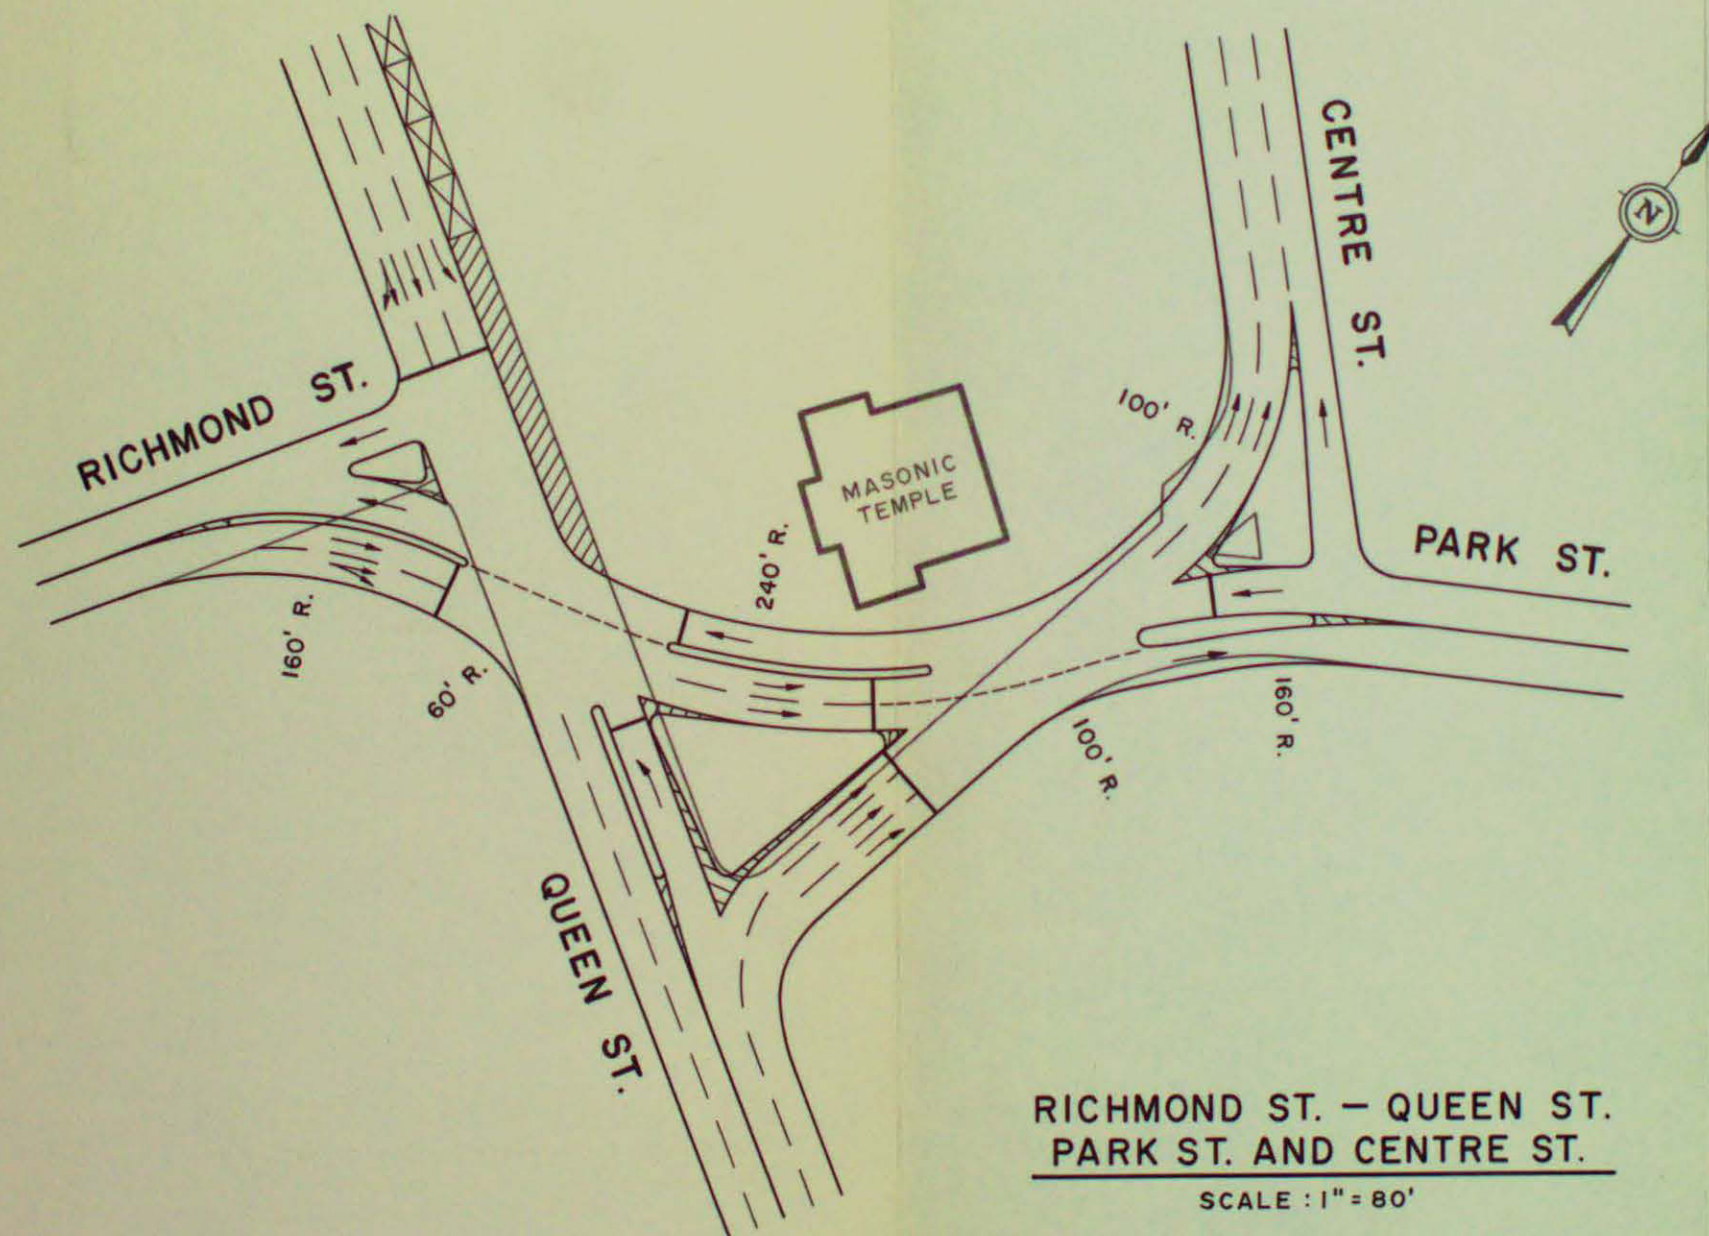 CENTRE ST.
N
RICHMOND ST.
100' R.
MASONIC
TEMPLE
240' R.
PARK ST.
160' R.
60' R.
160' R.
100' R.
QUEEN ST.
RICHMOND ST. – QUEEN ST.
PARK ST. AND CENTRE ST.
SCALE : 1" = 80'